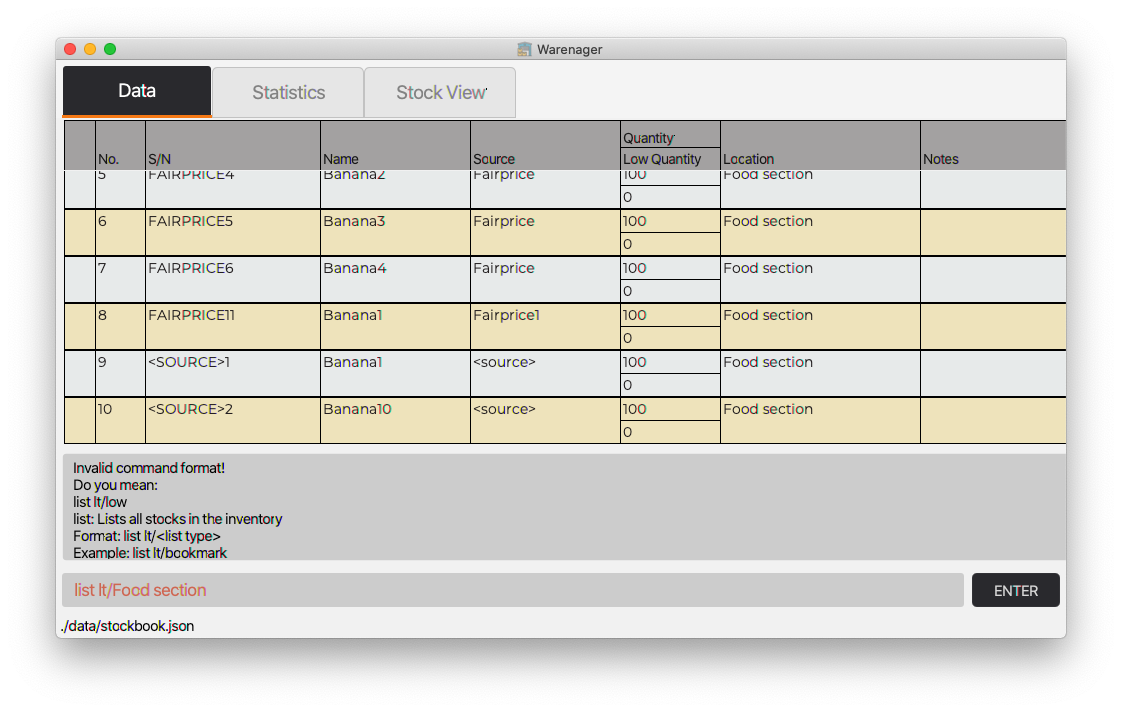 Warenager
Data Statistics Stock View
Quantity
No. S/N Name Source Low Quantity Location Notes
5 FAIRPRICE4 Banana2 Fairprice 100 Food section
0
6 FAIRPRICE5 Banana3 Fairprice 100 Food section
0
7 FAIRPRICE6 Banana4 Fairprice 100 Food section
0
8 FAIRPRICE11 Banana1 Fairprice1 100 Food section
0
9 <SOURCE>1 Banana1 <source> 100 Food section
0
10 <SOURCE>2 Banana10 <source> 100 Food section
0
Invalid command format!
Do you mean:
list lt/low
list: Lists all stocks in the inventory
Format: list lt/<list type>
Example: list lt/bookmark
list lt/Food section ENTER
./data/stockbook.json